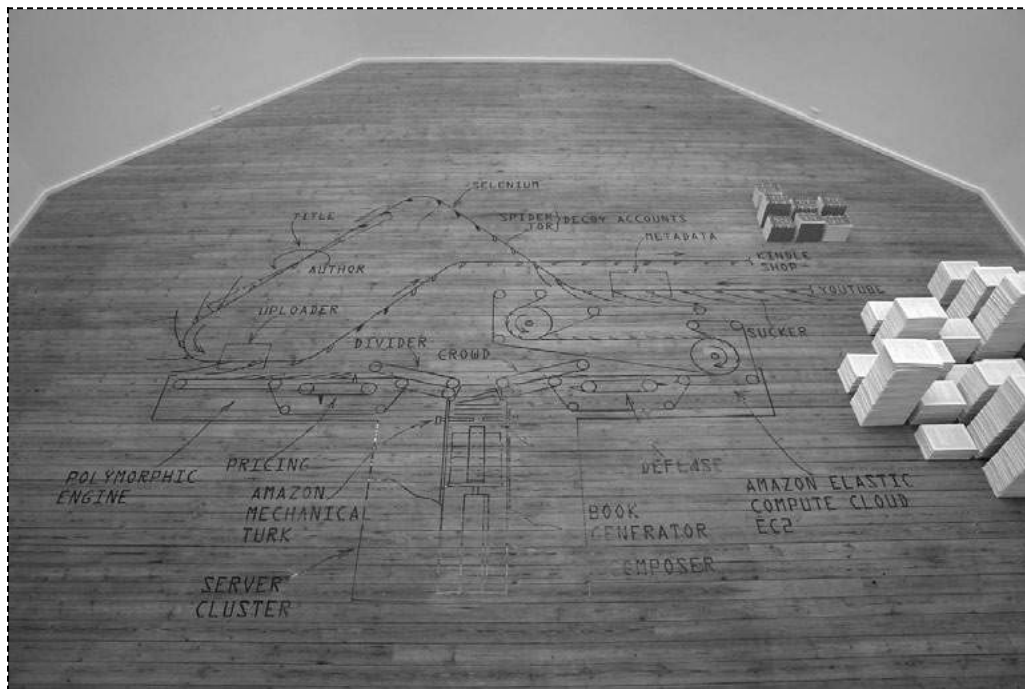 SELENIUM
SPIDER
TOR
DECOY ACCOUNTS
TITLE
METADATA
AUTHOR
KINDLE
SHOP
YOUTUBE
UPLOADER
SUCKER
DIVIDER
CROWD
POLYMORPHIC
ENGINE
PRICING
AMAZON
MECHANICAL
TURK
BOOK
GENERATOR
COMPOSER
AMAZON ELASTIC
COMPUTE CLOUD
EC2
SERVER
CLUSTER